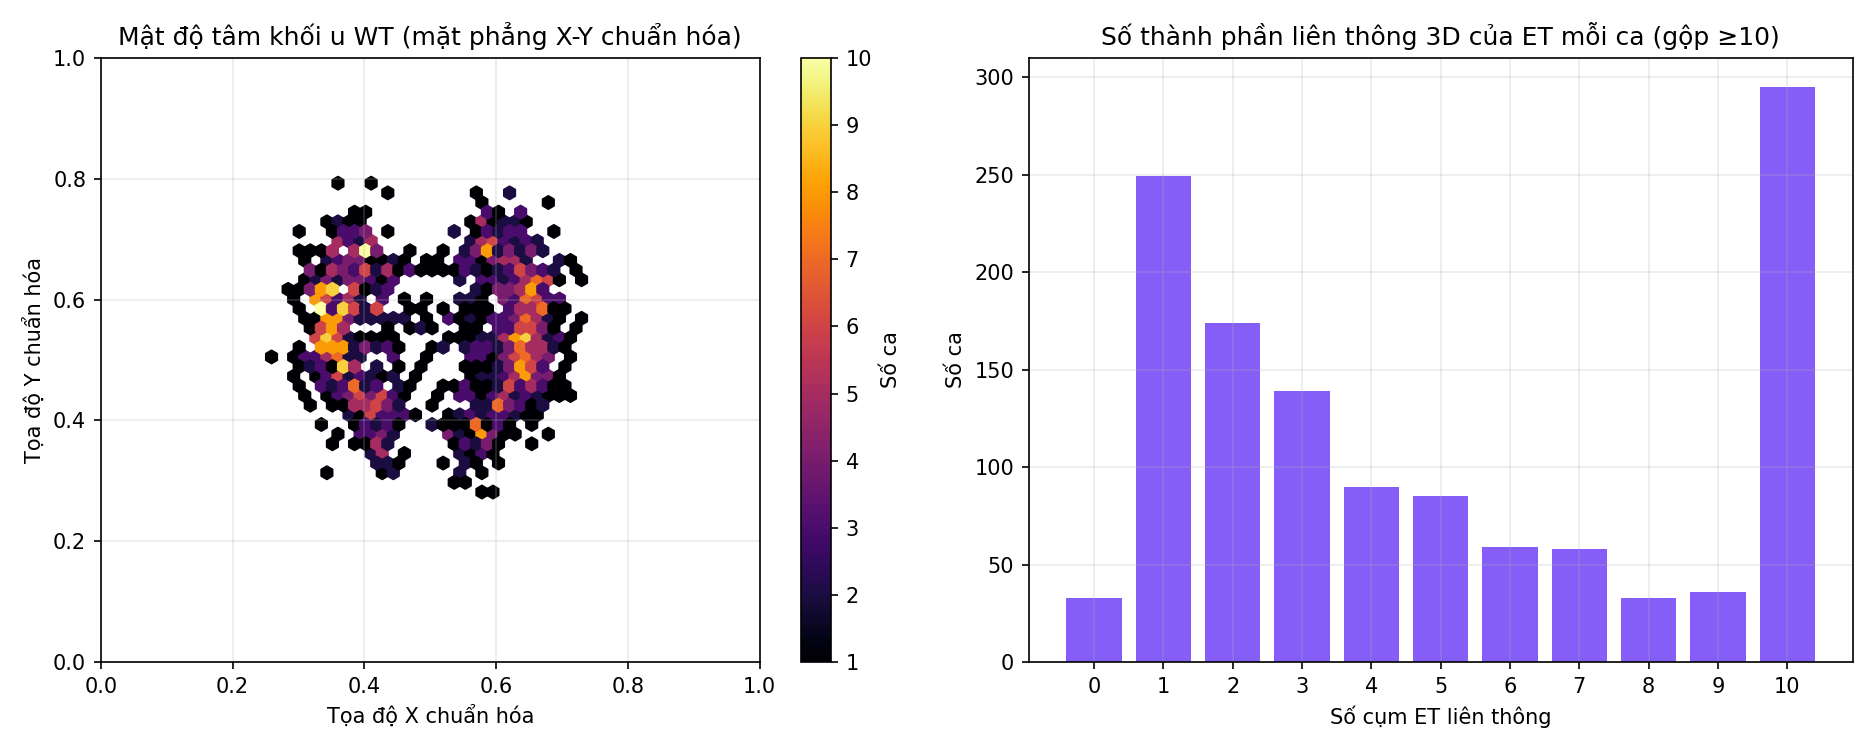 Mật độ tâm khối u WT (mặt phẳng X-Y chuẩn hóa)
Tọa độ Y chuẩn hóa
1.0
0.8
0.6
0.4
0.2
0.0
0.0 0.2 0.4 0.6 0.8 1.0
Tọa độ X chuẩn hóa
10
9
8
7
6
5
4
3
2
1
Số ca
Số thành phần liên thông 3D của ET mỗi ca (gộp ≥10)
Số ca
300
250
200
150
100
50
0
0 1 2 3 4 5 6 7 8 9 10
Số cụm ET liên thông